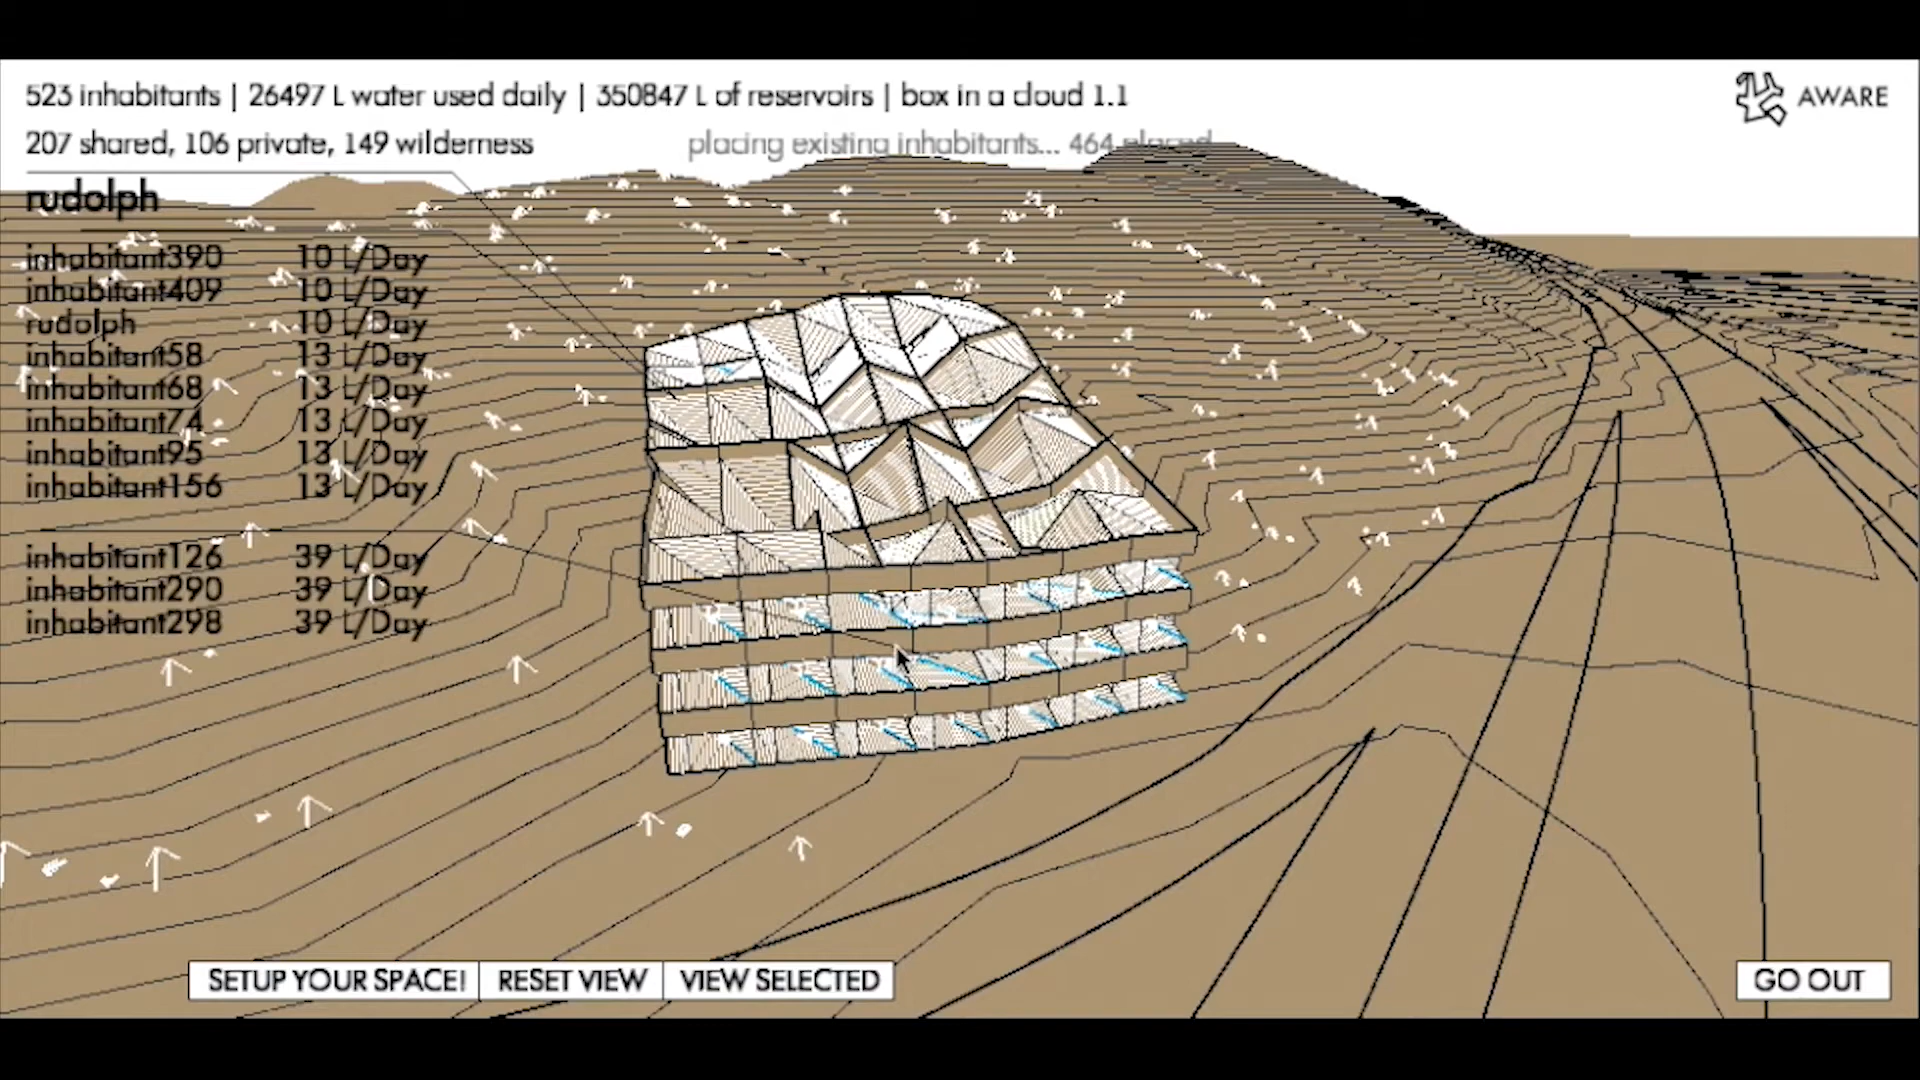 523 inhabitants | 26497 L water used daily | 350847 L of reservoirs | box in a cloud 1.1
AWARE
207 shared, 106 private, 149 wilderness
placing existing inhabitants... 464 placed
rudolph
inhabitant390 10 L/Day
inhabitant409 10 L/Day
rudolph 10 L/Day
inhabitant58 13 L/Day
inhabitant68 13 L/Day
inhabitant74 13 L/Day
inhabitant95 13 L/Day
inhabitant156 13 L/Day
inhabitant126 39 L/Day
inhabitant290 39 L/Day
inhabitant298 39 L/Day
SETUP YOUR SPACE! RESET VIEW VIEW SELECTED
GO OUT